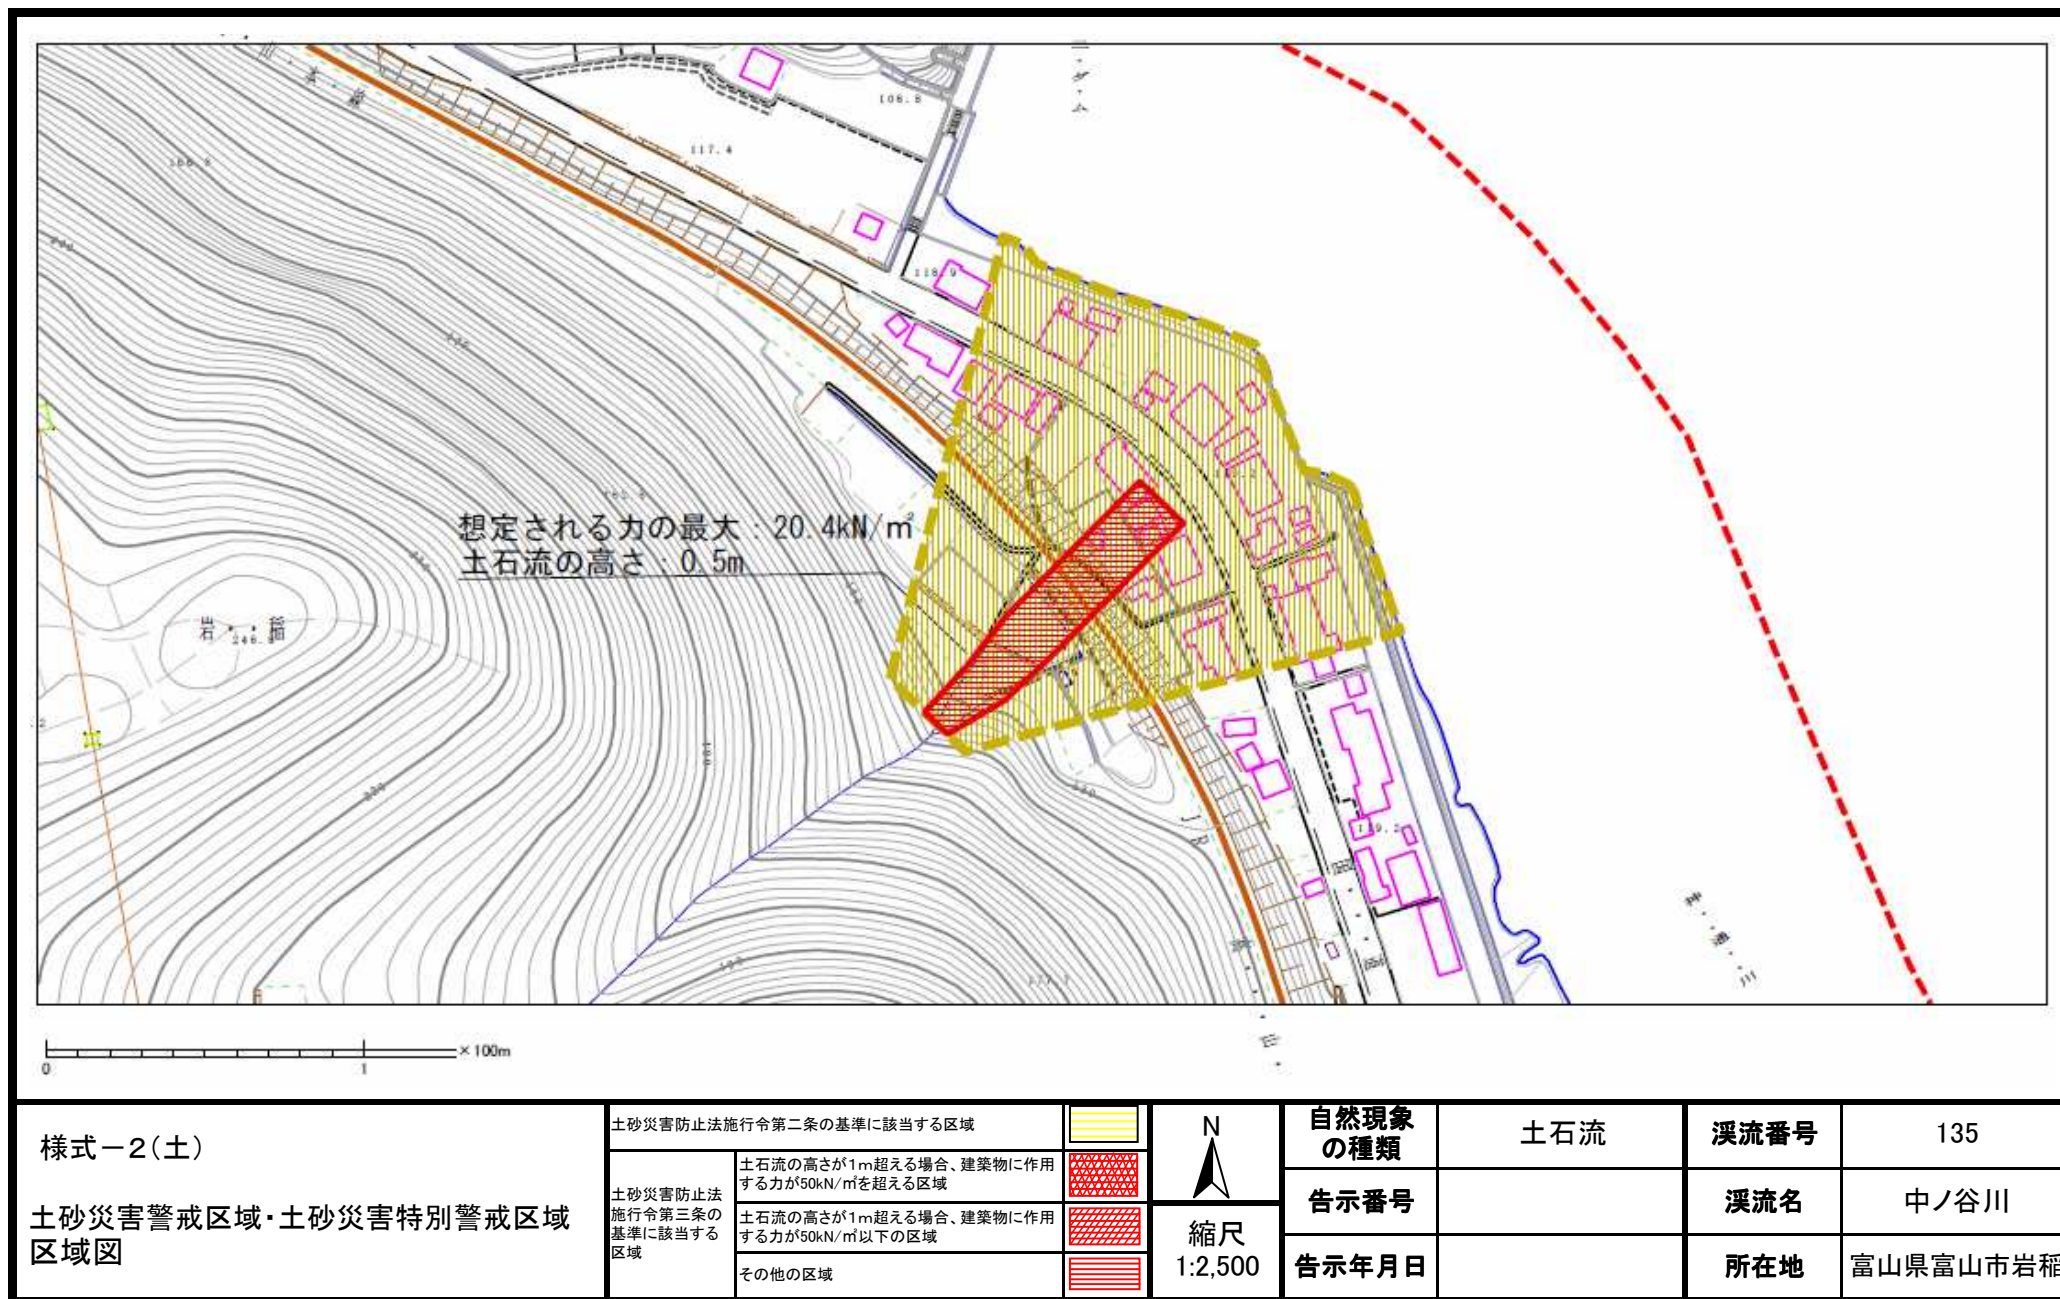 106.8
117.4
166.8
118.9
想定される力の最大：20.4kN/㎡
土石流の高さ：0.5m
岩・・稲
246.8
JR
119.2
177.7
0
1
×100m
様式－2(土)
土砂災害警戒区域・土砂災害特別警戒区域
区域図
土砂災害防止法施行令第二条の基準に該当する区域
土砂災害防止法
施行令第三条の
基準に該当する
区域
土石流の高さが1m超える場合、建築物に作用
する力が50kN/㎡を超える区域
土石流の高さが1m超える場合、建築物に作用
する力が50kN/㎡以下の区域
その他の区域
N
縮尺
1:2,500
自然現象
の種類
土石流
渓流番号
135
告示番号
渓流名
中ノ谷川
告示年月日
所在地
富山県富山市岩稲